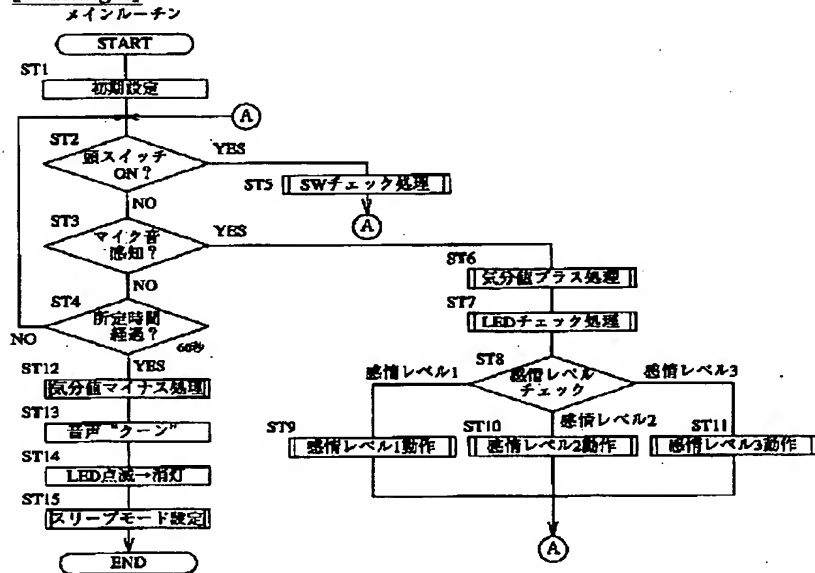 メインルーチン
START
ST1
初期設定
A
ST2
頭スイッチ
ON?
YES
ST5
SWチェック処理
A
NO
ST3
マイク音
感知?
YES
NO
ST4
所定時間
経過?
60秒
NO
YES
ST6
気分値プラス処理
ST7
LEDチェック処理
ST8
感情レベル
チェック
感情レベル1
感情レベル3
感情レベル2
ST9
感情レベル1動作
ST10
感情レベル2動作
ST11
感情レベル3動作
A
ST12
気分値マイナス処理
ST13
音声“クーン”
ST14
LED点滅→消灯
ST15
スリープモード設定
END